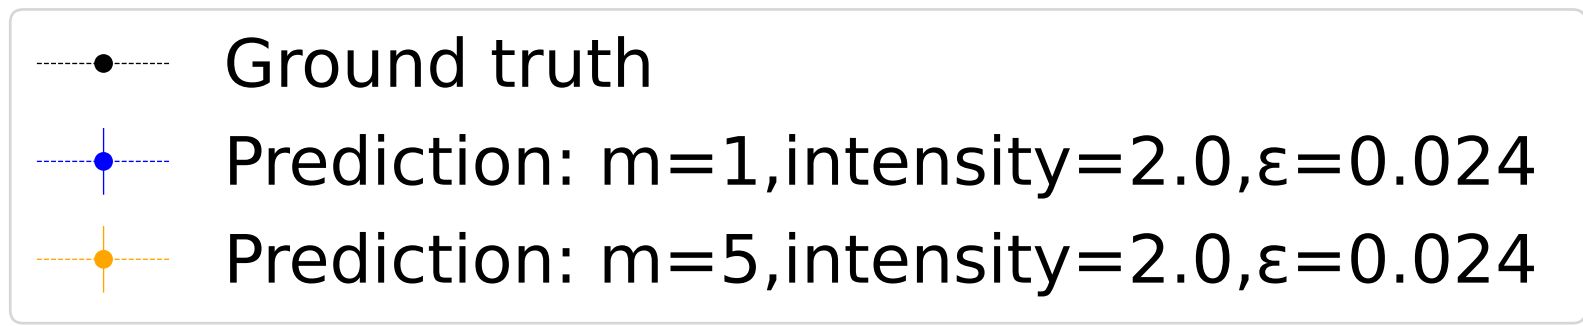 Ground truth
Prediction: m=1,intensity=2.0,ε=0.024
Prediction: m=5,intensity=2.0,ε=0.024